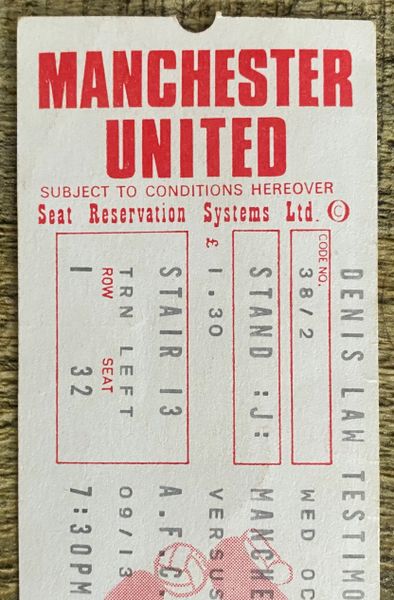 MANCHESTER
UNITED
SUBJECT TO CONDITIONS HEREOVER
Seat Reservation Systems Ltd. ©
DENIS LAW TESTIMO
CODE NO.
38/2 WED OC
STAND :J: MANCHE
£ 1.30 VERSUS
STAIR 13 A.F.C.
TRN LEFT 09/13
ROW SEAT
1 32 7:30PM